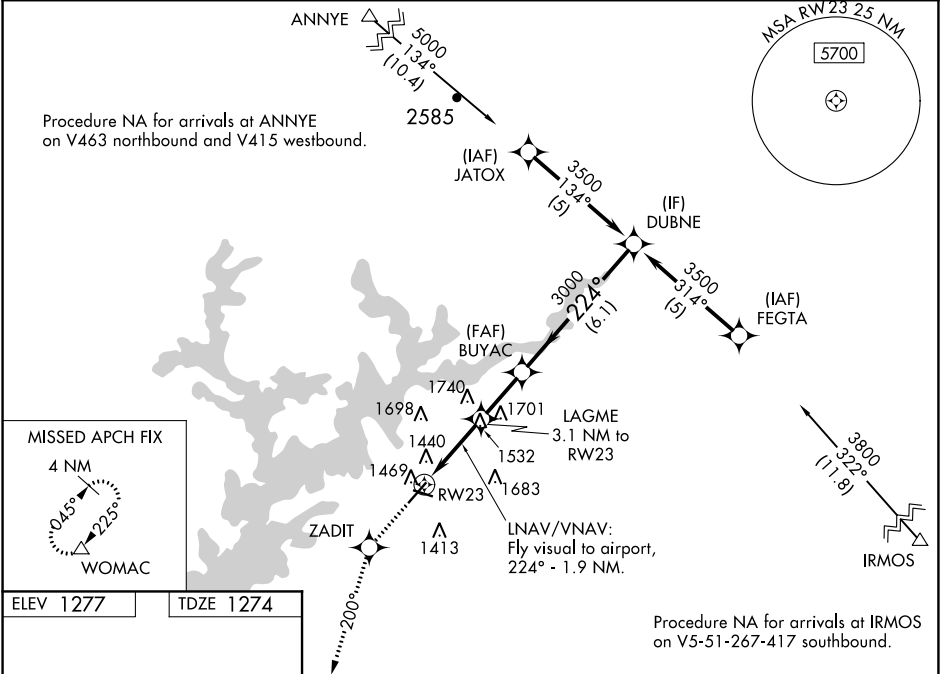 ANNYE
5000
134°
(10.4)
2585
MSA RW23 25 NM
5700
Procedure NA for arrivals at ANNYE
on V463 northbound and V415 westbound.
(IAF)
JATOX
3500
134°
(5)
(IF)
DUBNE
3000
224°
(6.1)
3500
314°
(5)
(IAF)
FEGTA
(FAF)
BUYAC
1740
1698
1701
LAGME
3.1 NM to
RW23
1440
1532
1469
RW23
1683
3800
322°
(11.8)
MISSED APCH FIX
4 NM
045°
225°
WOMAC
ZADIT
1413
LNAV/VNAV:
Fly visual to airport,
224° - 1.9 NM.
IRMOS
ELEV 1277
TDZE 1274
200°
Procedure NA for arrivals at IRMOS
on V5-51-267-417 southbound.